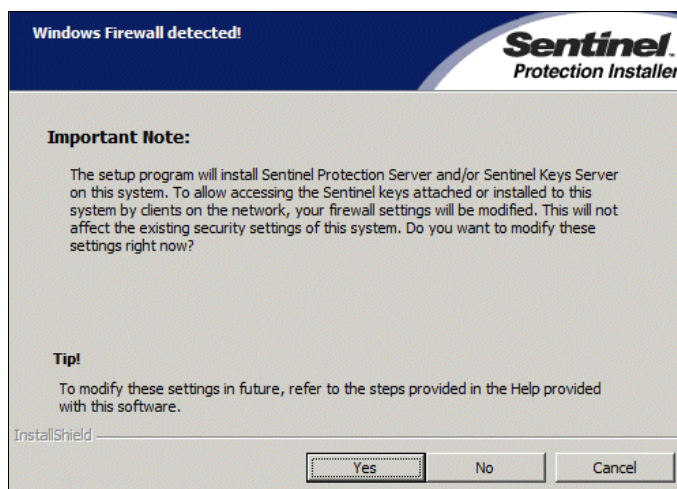 Windows Firewall detected!
Sentinel.
Protection Installer
Important Note:
The setup program will install Sentinel Protection Server and/or Sentinel Keys Server
on this system. To allow accessing the Sentinel keys attached or installed to this
system by clients on the network, your firewall settings will be modified. This will not
affect the existing security settings of this system. Do you want to modify these
settings right now?
Tip!
To modify these settings in future, refer to the steps provided in the Help provided
with this software.
InstallShield
Yes
No
Cancel